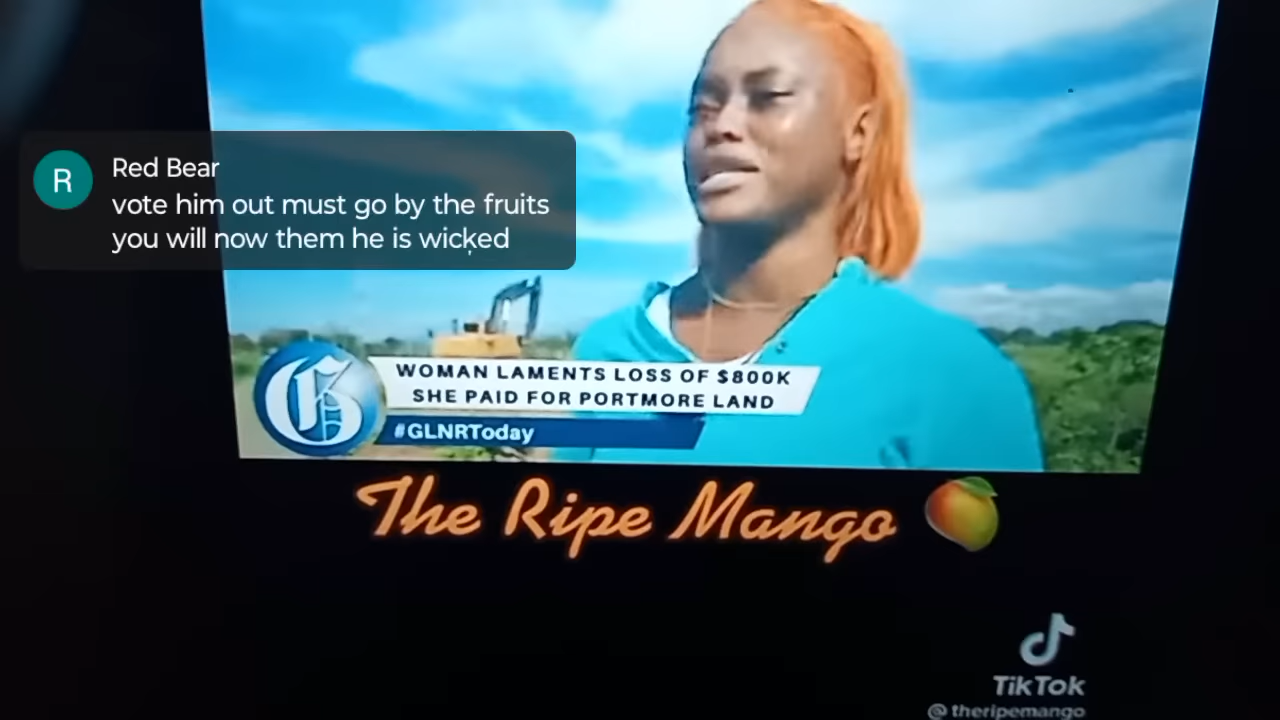 R
Red Bear
vote him out must go by the fruits
you will now them he is wicked
G
WOMAN LAMENTS LOSS OF $800K
SHE PAID FOR PORTMORE LAND
#GLNRToday
The Ripe Mango
TikTok
@theripemango